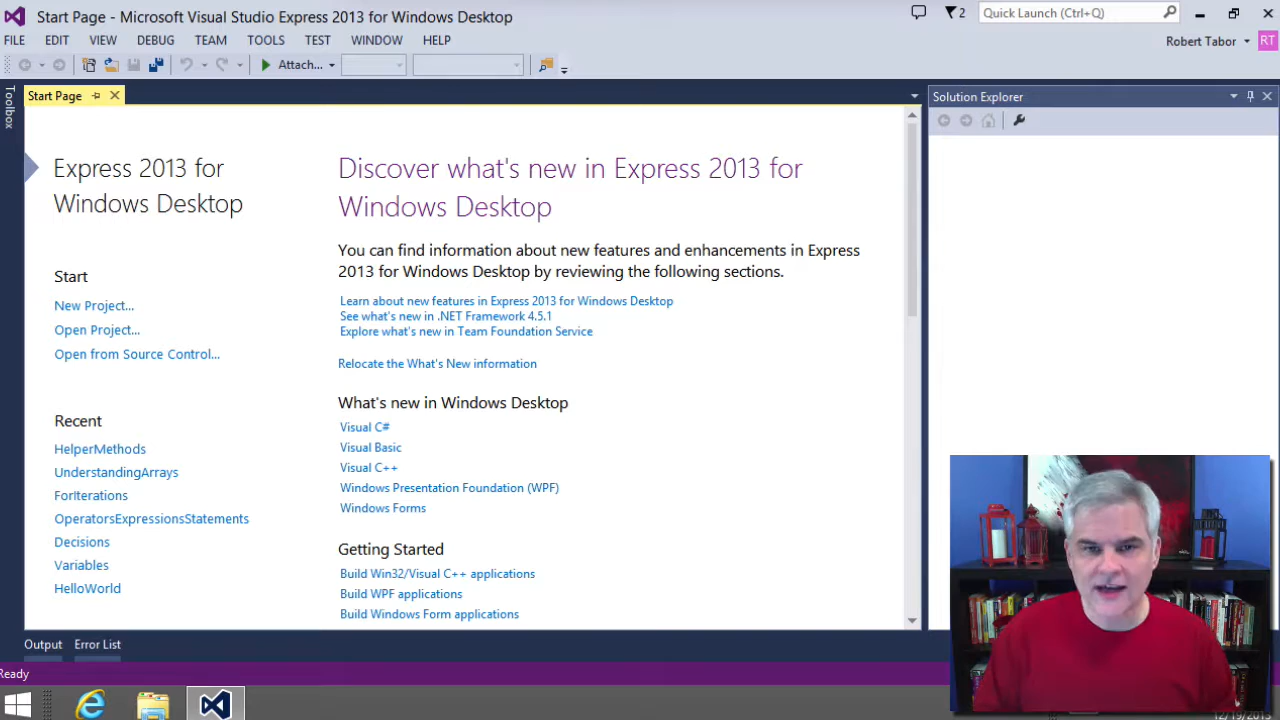 Start Page - Microsoft Visual Studio Express 2013 for Windows Desktop
2
Quick Launch (Ctrl+Q)
FILE EDIT VIEW DEBUG TEAM TOOLS TEST WINDOW HELP
Robert Tabor RT
Attach...
Toolbox
Start Page
Solution Explorer
Express 2013 for
Windows Desktop
Start
New Project...
Open Project...
Open from Source Control...
Recent
HelperMethods
UnderstandingArrays
ForIterations
OperatorsExpressionsStatements
Decisions
Variables
HelloWorld
Discover what's new in Express 2013 for
Windows Desktop
You can find information about new features and enhancements in Express
2013 for Windows Desktop by reviewing the following sections.
Learn about new features in Express 2013 for Windows Desktop
See what's new in .NET Framework 4.5.1
Explore what's new in Team Foundation Service
Relocate the What's New information
What's new in Windows Desktop
Visual C#
Visual Basic
Visual C++
Windows Presentation Foundation (WPF)
Windows Forms
Getting Started
Build Win32/Visual C++ applications
Build WPF applications
Build Windows Form applications
Output Error List
Ready
12/19/2013